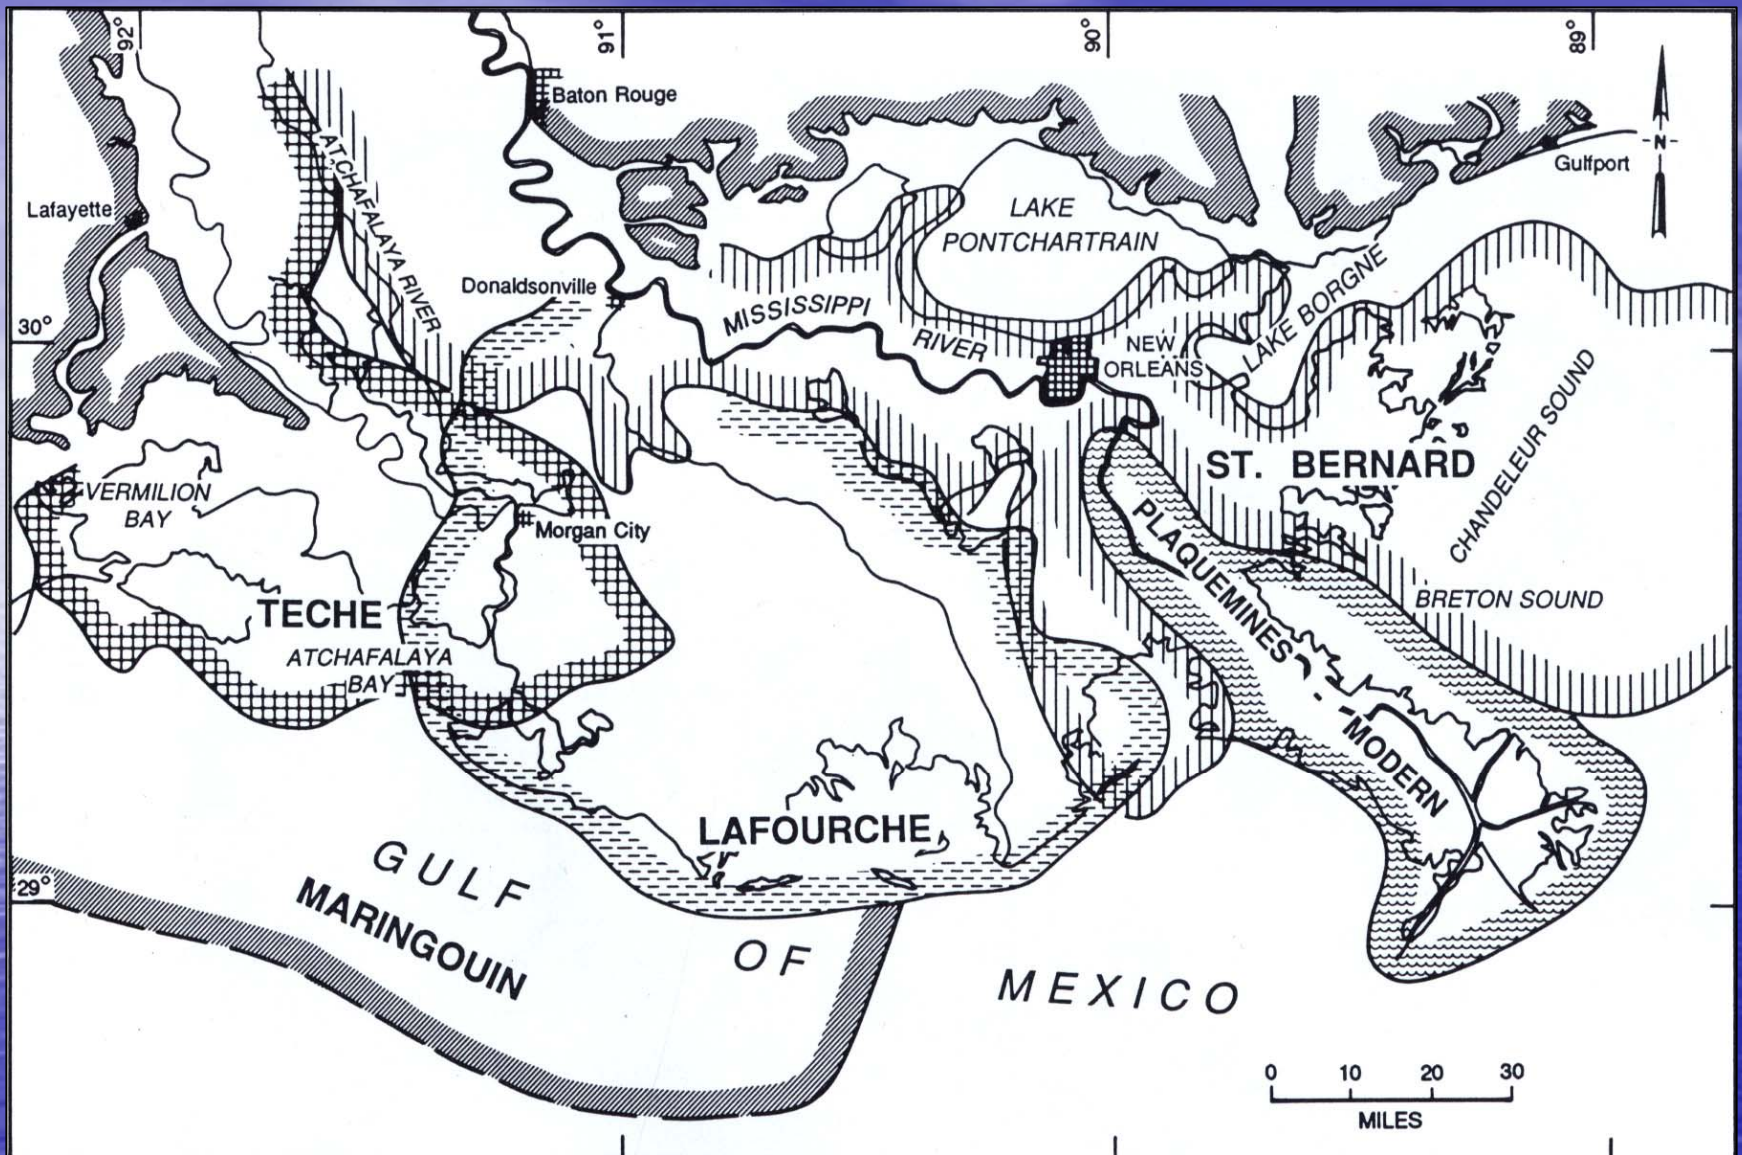 92°
91°
90°
89°
Baton Rouge
Gulfport
N
Lafayette
ATCHAFALAYA RIVER
LAKE
PONTCHARTRAIN
Donaldsonville
MISSISSIPPI
RIVER
LAKE BORGNE
30°
NEW
ORLEANS
CHANDELEUR SOUND
ST. BERNARD
VERMILION
BAY
Morgan City
PLAQUEMINES - MODERN
BRETON SOUND
TECHE
ATCHAFALAYA
BAY
LAFOURCHE
29°
GULF
MARINGOUIN
OF
MEXICO
0 10 20 30
MILES